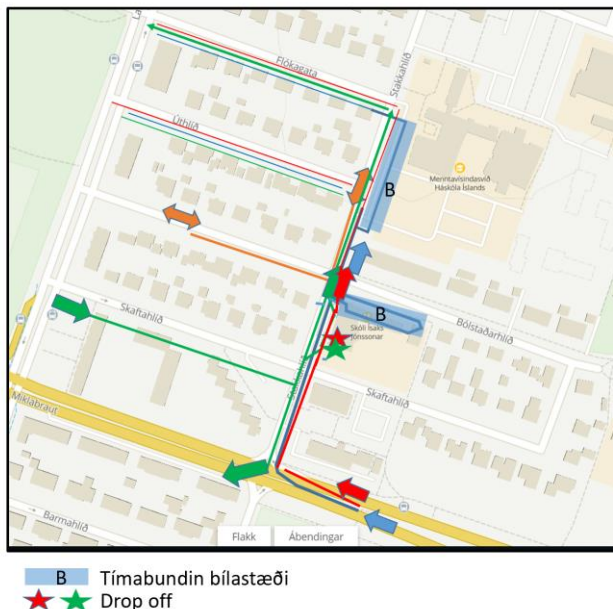 Flókagata
Stakkahlíð
Úthlíð
Menntavísindasvið
Háskóla Íslands
B
B
Skóli Ísaks
Jónssonar
Bólstaðarhlíð
Skaftahlíð
Skaftahlíð
Miklabraut
Barmahlíð
Flakk
Ábendingar
B Tímabundin bílastæði
Drop off